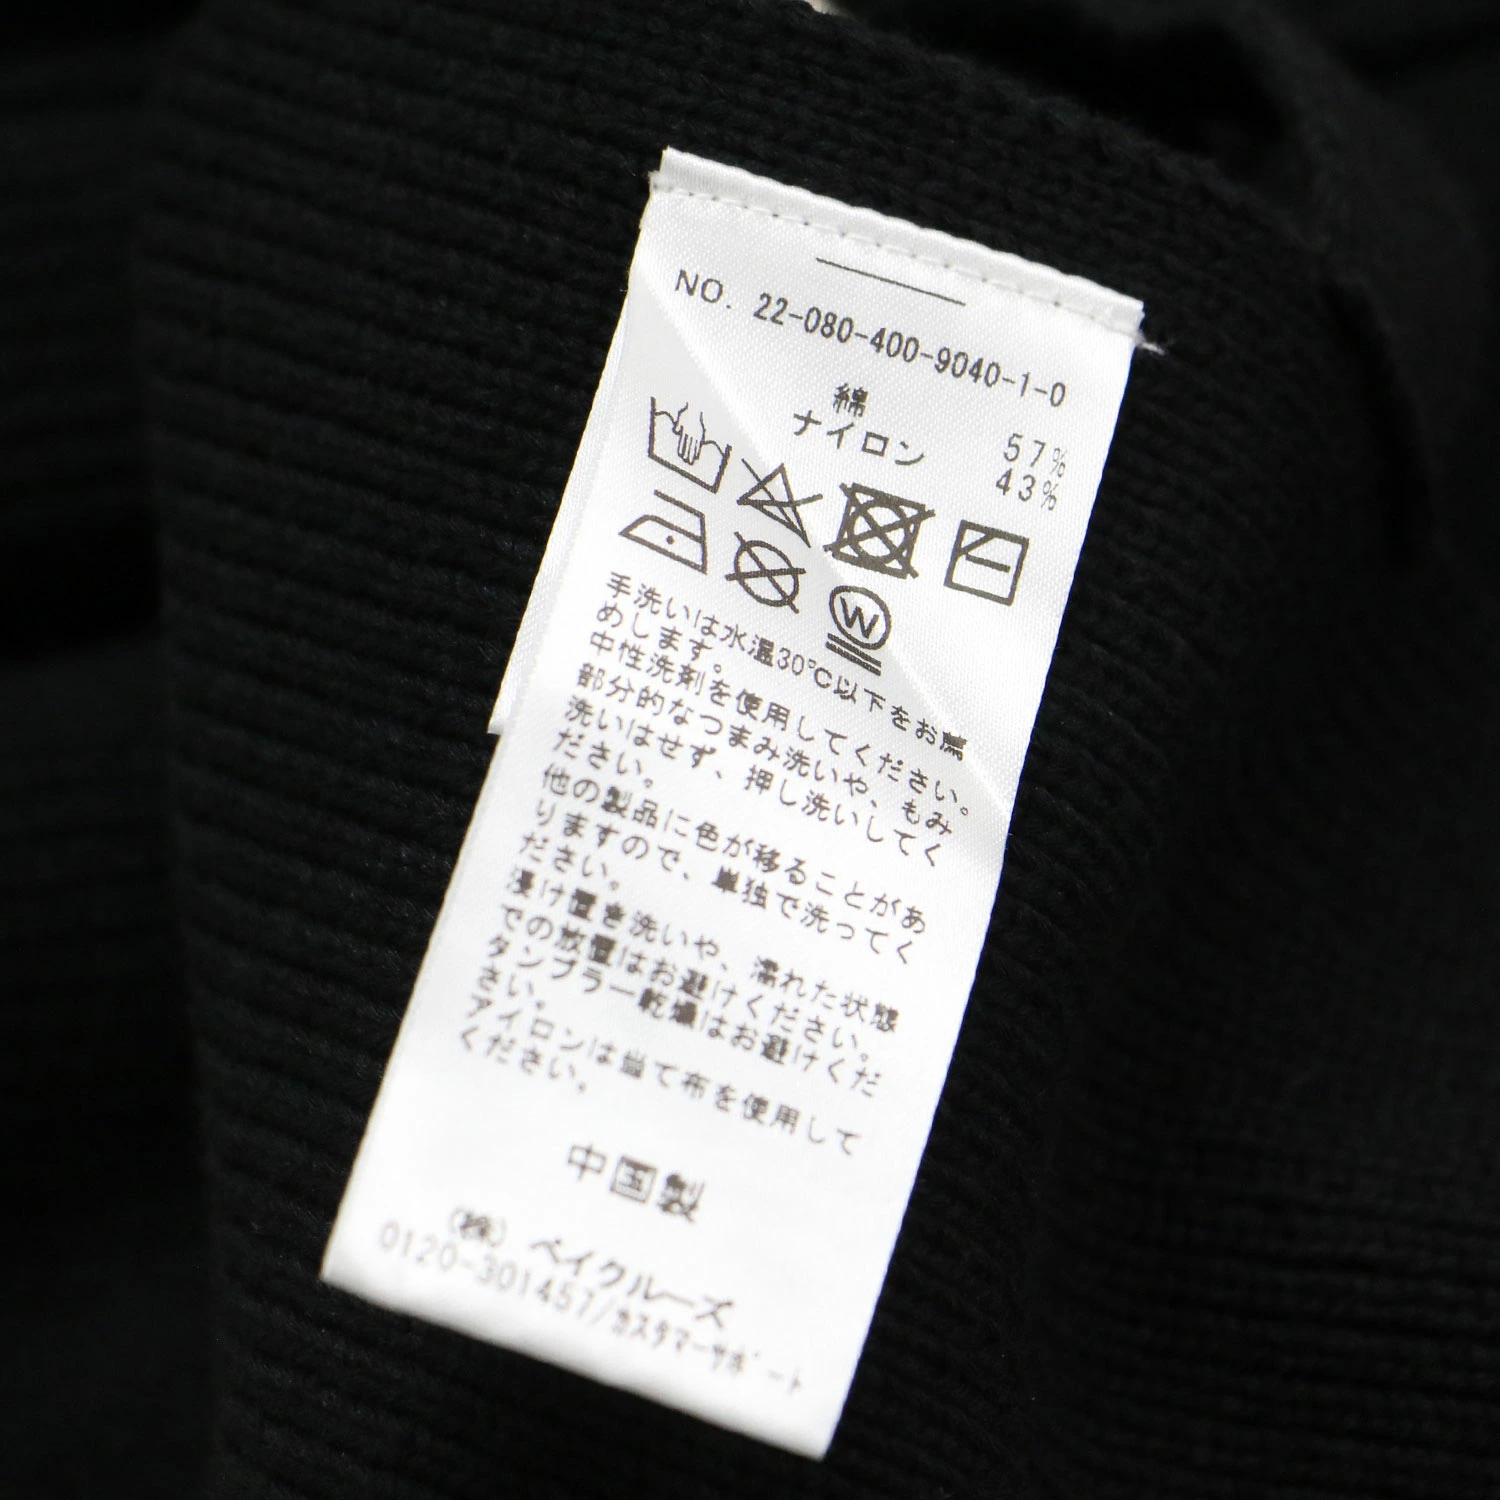 NO. 22-080-400-9040-1-0
綿 57%
ナイロン 43%
W
手洗いは水温30℃以下をお薦
めします。
中性洗剤を使用してください。
部分的なつまみ洗いや、もみ
洗いはせず、押し洗いしてく
ださい。
他の製品に色が移ることがあ
りますので、単独で洗ってく
ださい。
浸け置き洗いや、濡れた状態
での放置はお避けください。
タンブラー乾燥はお避けくだ
さい。
アイロンは当て布を使用して
ください。
中国製
(株) ベイクルーズ
0120-301457/カスタマーサポート